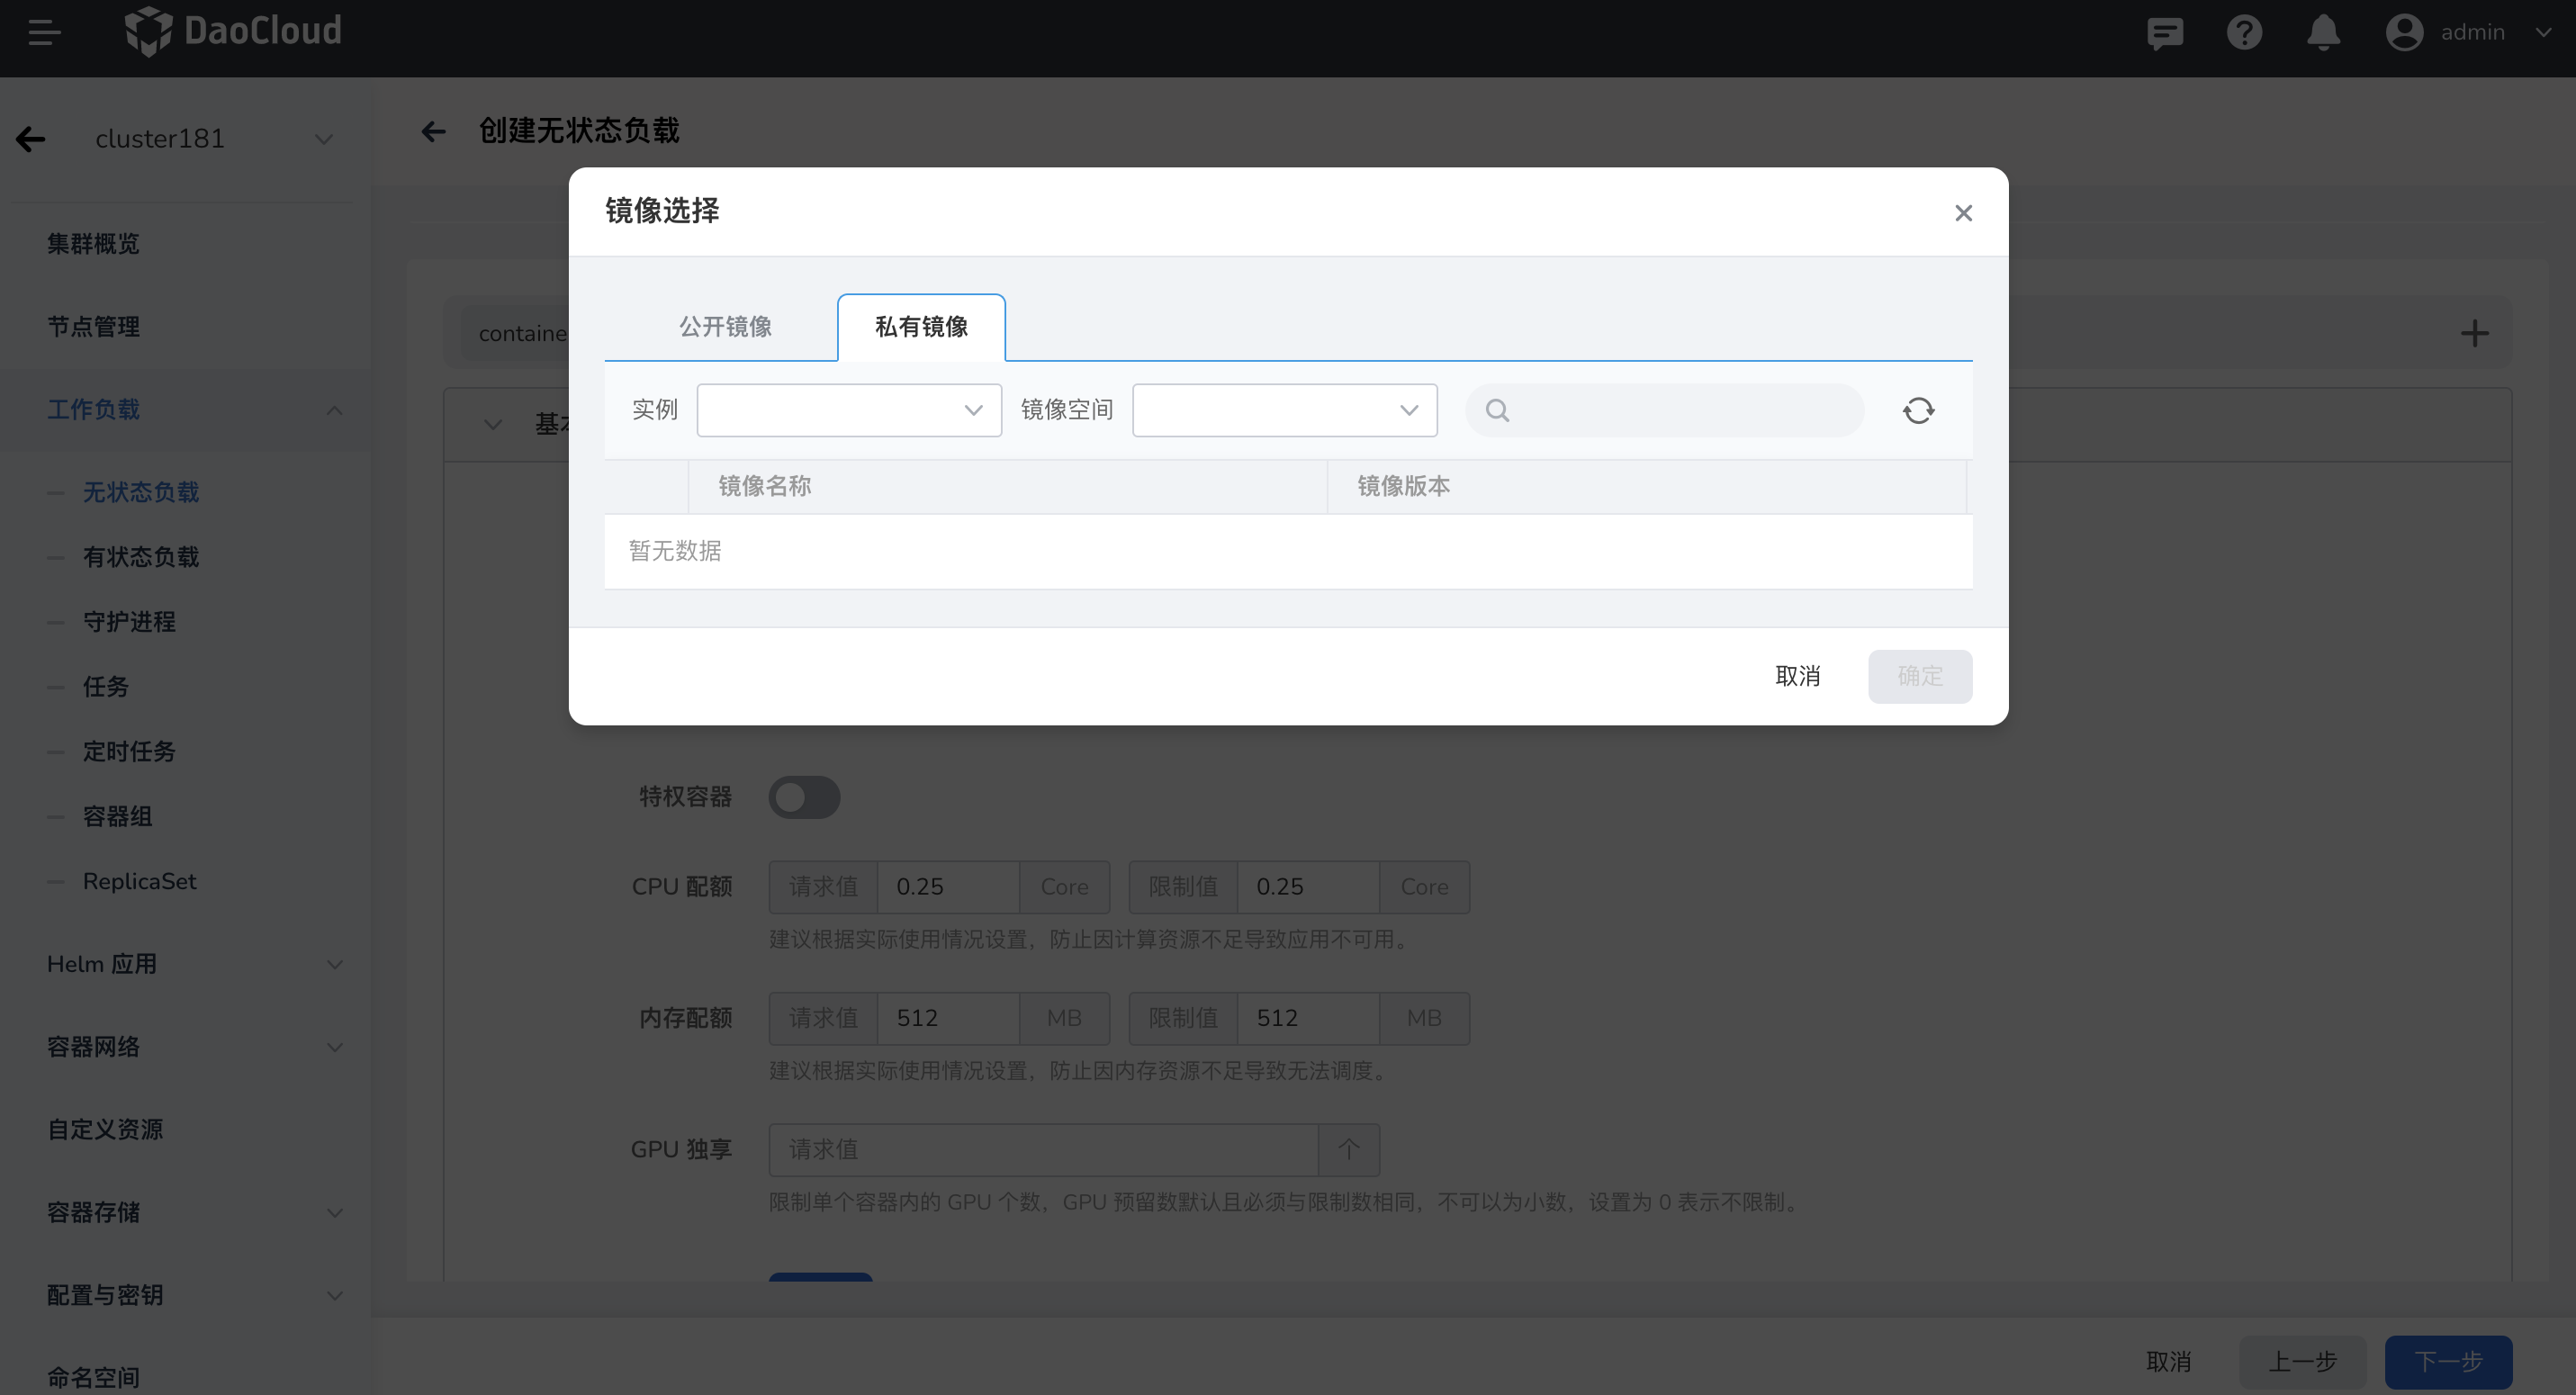 DaoCloud
admin
cluster181
创建无状态负载
镜像选择
集群概览
节点管理
公开镜像
私有镜像
containe
工作负载
实例
镜像空间
基本
镜像名称
镜像版本
无状态负载
暂无数据
有状态负载
守护进程
取消
确定
任务
定时任务
特权容器
容器组
ReplicaSet
CPU 配额 请求值 0.25 Core 限制值 0.25 Core
建议根据实际使用情况设置，防止因计算资源不足导致应用不可用。
Helm 应用
内存配额 请求值 512 MB 限制值 512 MB
容器网络
建议根据实际使用情况设置，防止因内存资源不足导致无法调度。
自定义资源
GPU 独享 请求值 个
限制单个容器内的 GPU 个数，GPU 预留数默认且必须与限制数相同，不可以为小数，设置为 0 表示不限制。
容器存储
配置与密钥
命名空间
取消
上一步
下一步